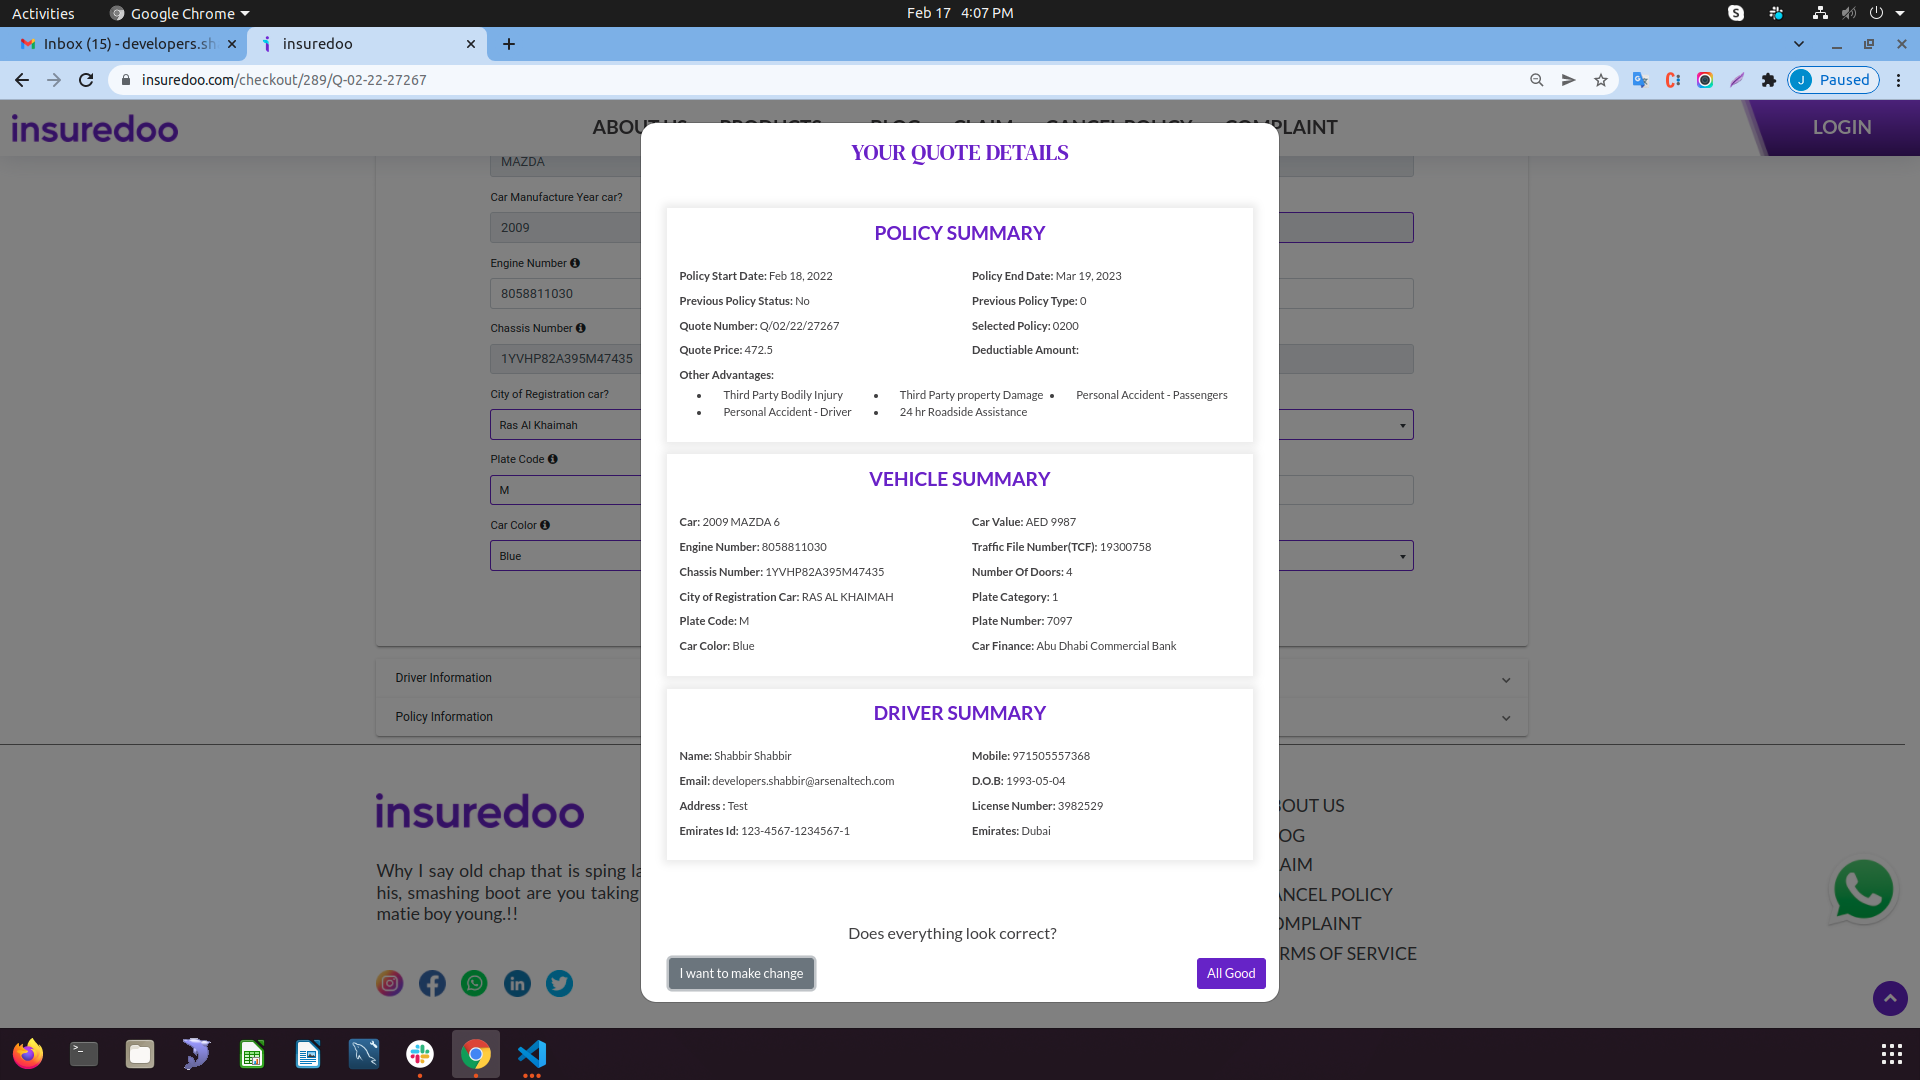 Activities Google Chrome Feb 17 4:07 PM
Inbox (15) - developers.sh insuredoo
insuredoo.com/checkout/289/Q-02-22-27267 J Paused
insuredoo ABOUT US PRODUCTS BLOG CLAIM CANCEL POLICY COMPLAINT LOGIN
MAZDA
Car Manufacture Year car?
2009
Engine Number
8058811030
Chassis Number
1YVHP82A395M47435
City of Registration car?
Ras Al Khaimah
Plate Code
M
Car Color
Blue
Driver Information
Policy Information
YOUR QUOTE DETAILS
POLICY SUMMARY
Policy Start Date: Feb 18, 2022 Policy End Date: Mar 19, 2023
Previous Policy Status: No Previous Policy Type: 0
Quote Number: Q/02/22/27267 Selected Policy: 0200
Quote Price: 472.5 Deductiable Amount:
Other Advantages:
• Third Party Bodily Injury • Third Party property Damage • Personal Accident - Passengers
• Personal Accident - Driver • 24 hr Roadside Assistance
VEHICLE SUMMARY
Car: 2009 MAZDA 6 Car Value: AED 9987
Engine Number: 8058811030 Traffic File Number(TCF): 19300758
Chassis Number: 1YVHP82A395M47435 Number Of Doors: 4
City of Registration Car: RAS AL KHAIMAH Plate Category: 1
Plate Code: M Plate Number: 7097
Car Color: Blue Car Finance: Abu Dhabi Commercial Bank
DRIVER SUMMARY
Name: Shabbir Shabbir Mobile: 971505557368
Email: developers.shabbir@arsenaltech.com D.O.B: 1993-05-04
Address : Test License Number: 3982529
Emirates Id: 123-4567-1234567-1 Emirates: Dubai
Does everything look correct?
I want to make change All Good
insuredoo
Why I say old chap that is sping la
his, smashing boot are you taking
matie boy young.!!
BOUT US
OG
AIM
ANCEL POLICY
OMPLAINT
RMS OF SERVICE